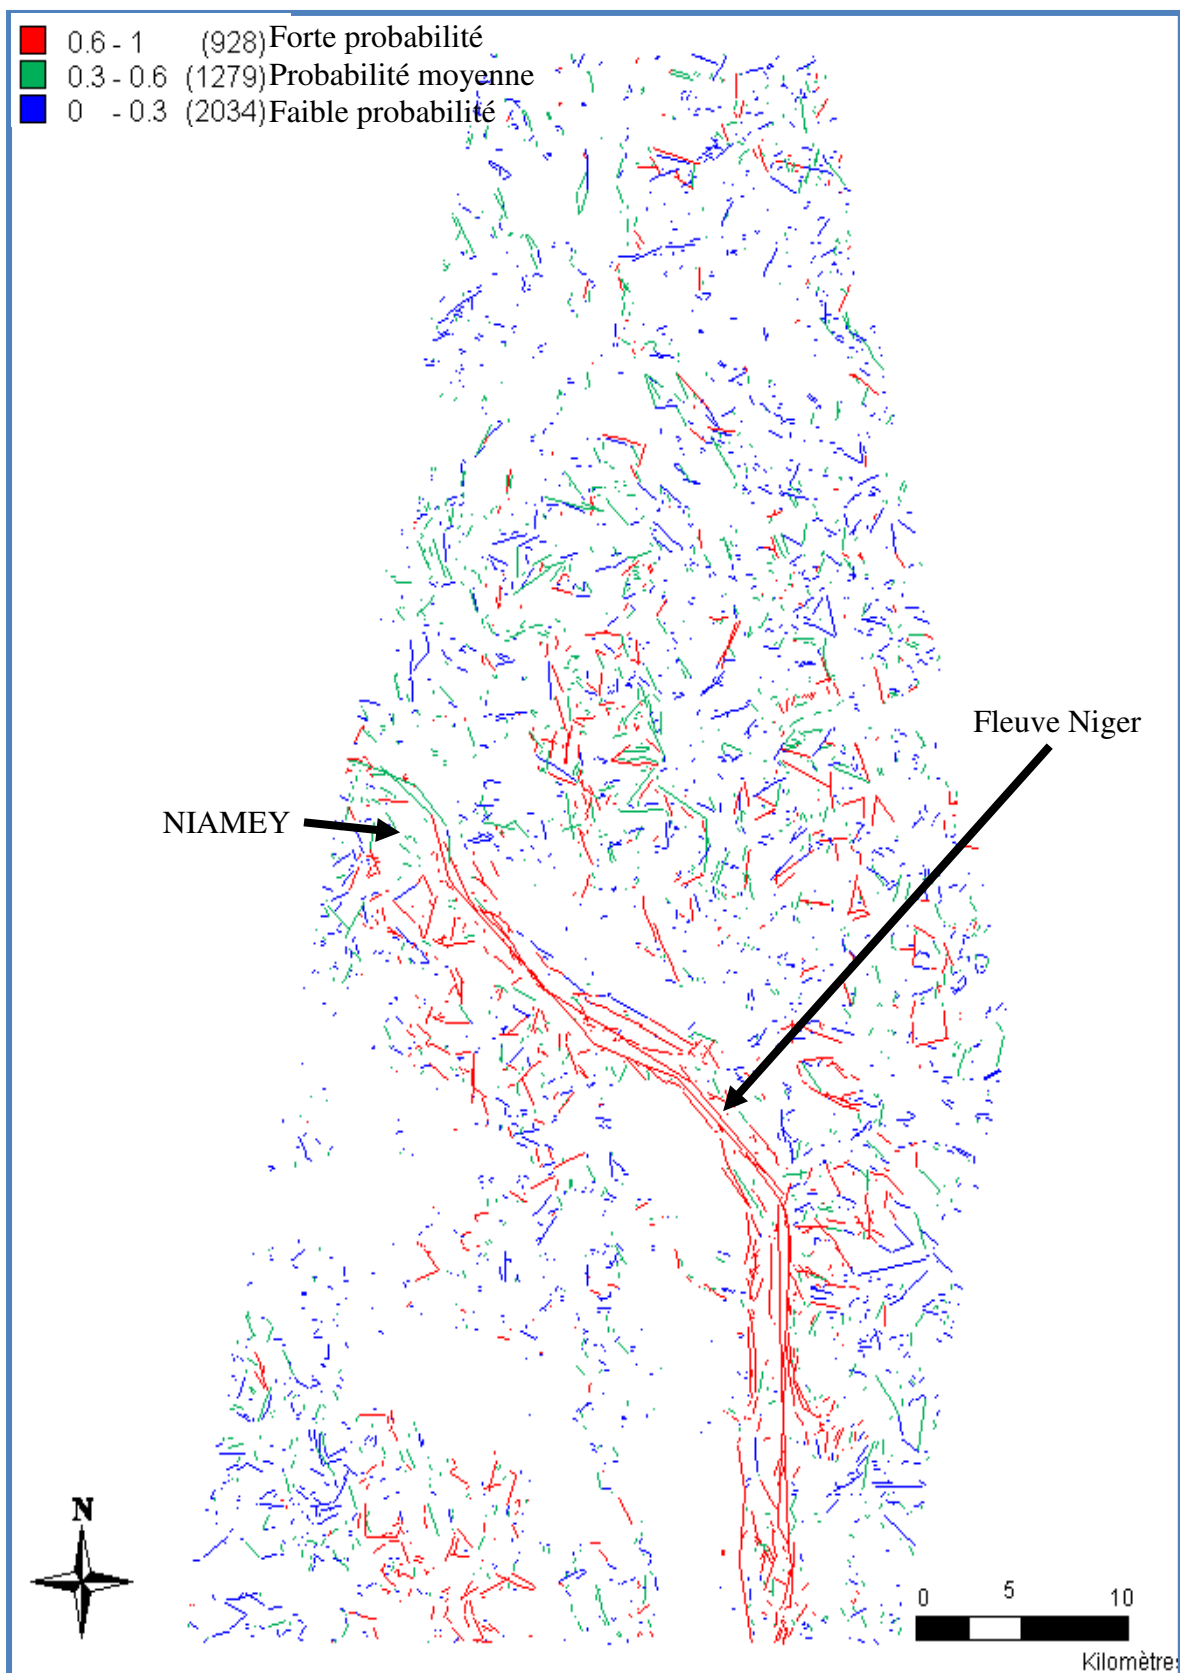 0.6 - 1 (928) Forte probabilité
0.3 - 0.6 (1279) Probabilité moyenne
0 - 0.3 (2034) Faible probabilité
Fleuve Niger
NIAMEY
N
0 5 10
Kilomètres